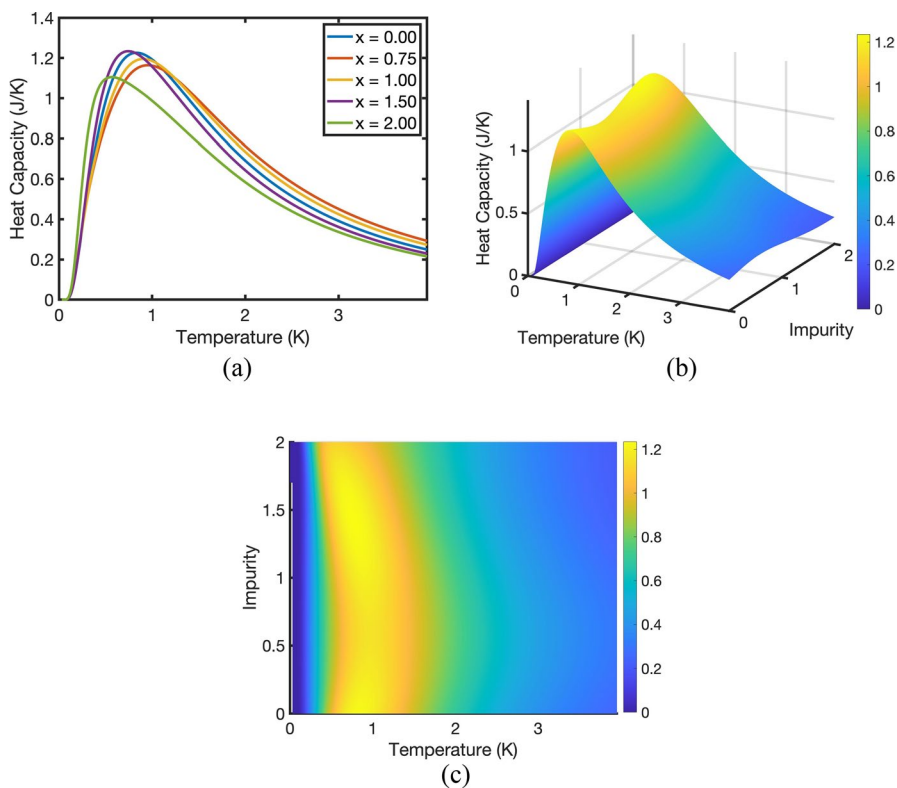 1.4
1.2
1
0.8
0.6
0.4
0.2
0
0 1 2 3
Heat Capacity (J/K)
Temperature (K)
x = 0.00
x = 0.75
x = 1.00
x = 1.50
x = 2.00
(a)
1
0.5
0
0
1
2
3
0
1
2
Heat Capacity (J/K)
Temperature (K)
Impurity
1.2
1
0.8
0.6
0.4
0.2
0
(b)
2
1.5
1
0.5
0
0 1 2 3
Impurity
Temperature (K)
1.2
1
0.8
0.6
0.4
0.2
0
(c)